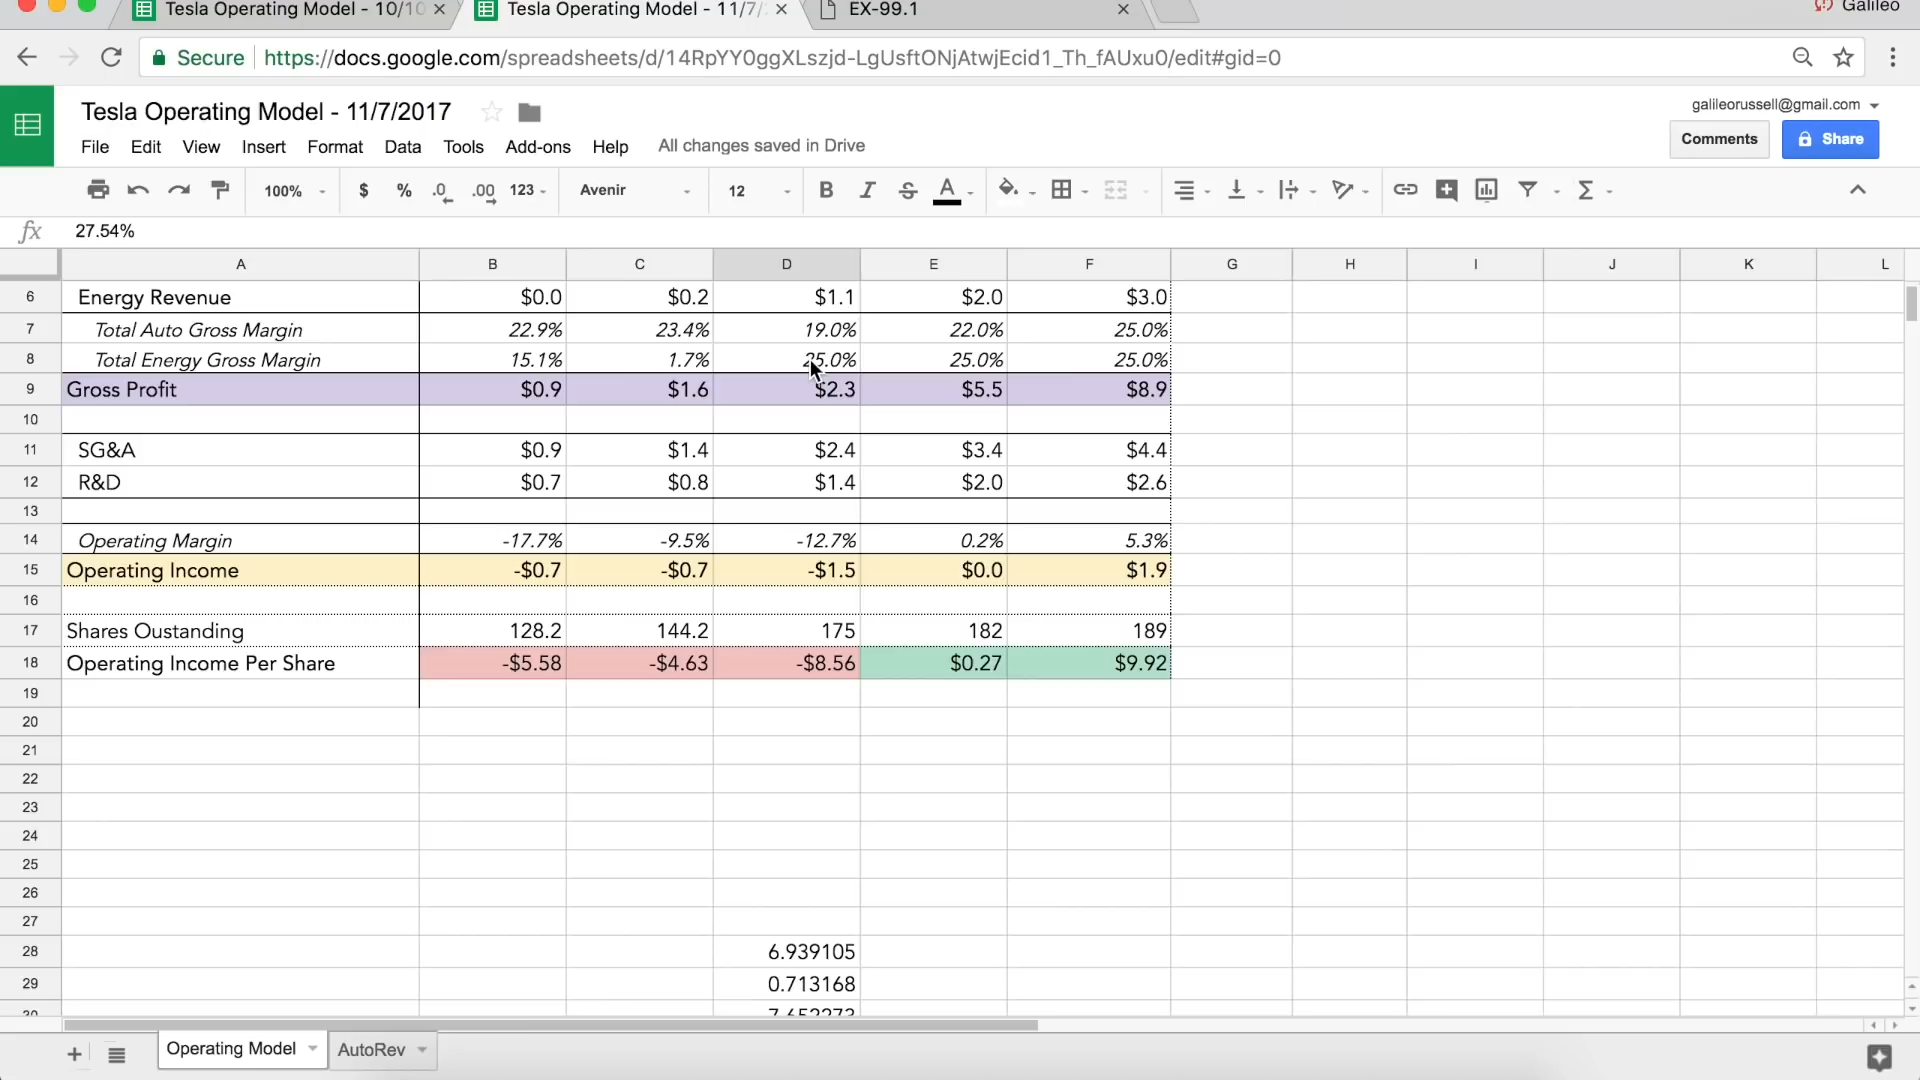 Tesla Operating Model - 10/10 × Tesla Operating Model - 11/7/ × EX-99.1 × Galileo
Secure https://docs.google.com/spreadsheets/d/14RpYY0ggXLszjd-LgUsftONjAtwjEcid1_Th_fAUxu0/edit#gid=0
Tesla Operating Model - 11/7/2017 galileorussell@gmail.com
File Edit View Insert Format Data Tools Add-ons Help All changes saved in Drive Comments Share
100% $ % .0 .00 123 Avenir 12 B I S A Σ
fx 27.54%
A B C D E F G H I J K L
6 Energy Revenue $0.0 $0.2 $1.1 $2.0 $3.0
7 Total Auto Gross Margin 22.9% 23.4% 19.0% 22.0% 25.0%
8 Total Energy Gross Margin 15.1% 1.7% 25.0% 25.0% 25.0%
9 Gross Profit $0.9 $1.6 $2.3 $5.5 $8.9
10
11 SG&A $0.9 $1.4 $2.4 $3.4 $4.4
12 R&D $0.7 $0.8 $1.4 $2.0 $2.6
13
14 Operating Margin -17.7% -9.5% -12.7% 0.2% 5.3%
15 Operating Income -$0.7 -$0.7 -$1.5 $0.0 $1.9
16
17 Shares Oustanding 128.2 144.2 175 182 189
18 Operating Income Per Share -$5.58 -$4.63 -$8.56 $0.27 $9.92
19
20
21
22
23
24
25
26
27
28 6.939105
29 0.713168
30 7.652273
Operating Model AutoRev